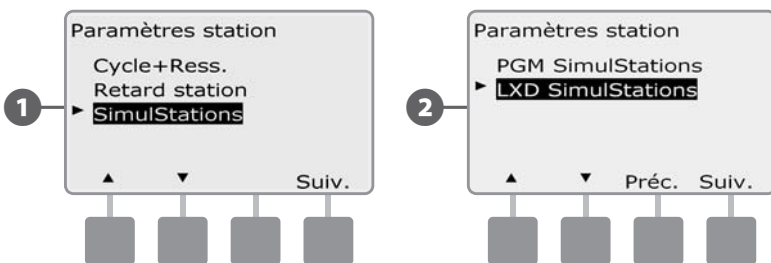 1
Paramètres station
Cycle+Ress.
Retard station
► SimulStations
▲ ▼ Suiv.
2
Paramètres station
PGM SimulStations
► LXD SimulStations
▲ ▼ Préc. Suiv.